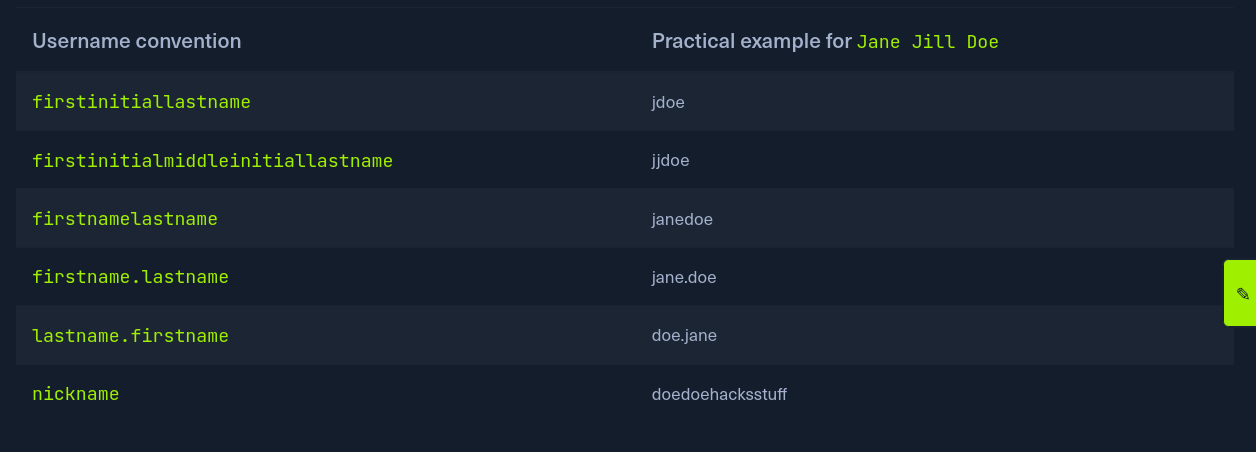 Username convention Practical example for Jane Jill Doe
firstinitiallastname jdoe
firstinitialmiddleinitiallastname jjdoe
firstnamelastname janedoe
firstname.lastname jane.doe
lastname.firstname doe.jane
nickname doedoehacksstuff